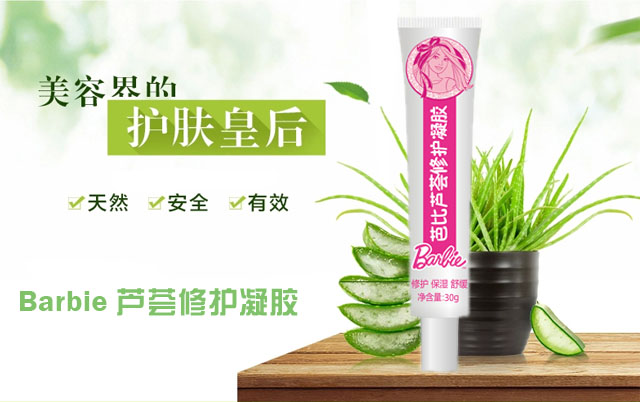 美容界的
护肤皇后
天然 安全 有效
Barbie 芦荟修护凝胶
芭比芦荟修护凝胶
Barbie
修护 保湿 舒缓
净含量:30g